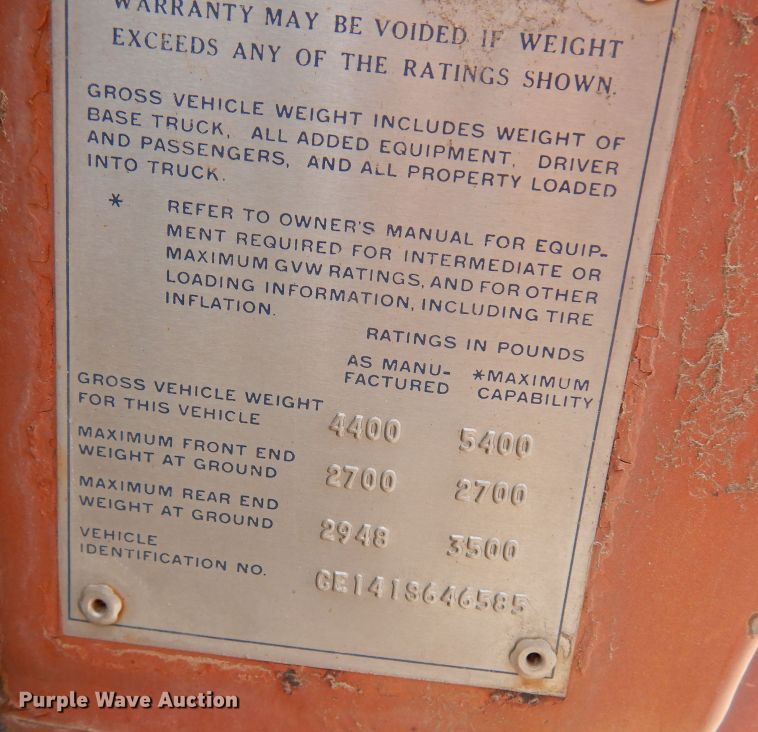 WARRANTY MAY BE VOIDED IF WEIGHT
EXCEEDS ANY OF THE RATINGS SHOWN.
GROSS VEHICLE WEIGHT INCLUDES WEIGHT OF
BASE TRUCK, ALL ADDED EQUIPMENT, DRIVER
AND PASSENGERS, AND ALL PROPERTY LOADED
INTO TRUCK.
* REFER TO OWNER'S MANUAL FOR EQUIP-
MENT REQUIRED FOR INTERMEDIATE OR
MAXIMUM GVW RATINGS, AND FOR OTHER
LOADING INFORMATION, INCLUDING TIRE
INFLATION.
RATINGS IN POUNDS
AS MANU- *MAXIMUM
FACTURED CAPABILITY
GROSS VEHICLE WEIGHT
FOR THIS VEHICLE 4400 5400
MAXIMUM FRONT END
WEIGHT AT GROUND 2700 2700
MAXIMUM REAR END
WEIGHT AT GROUND 2948 3500
VEHICLE
IDENTIFICATION NO. CE141S646585
Purple Wave Auction